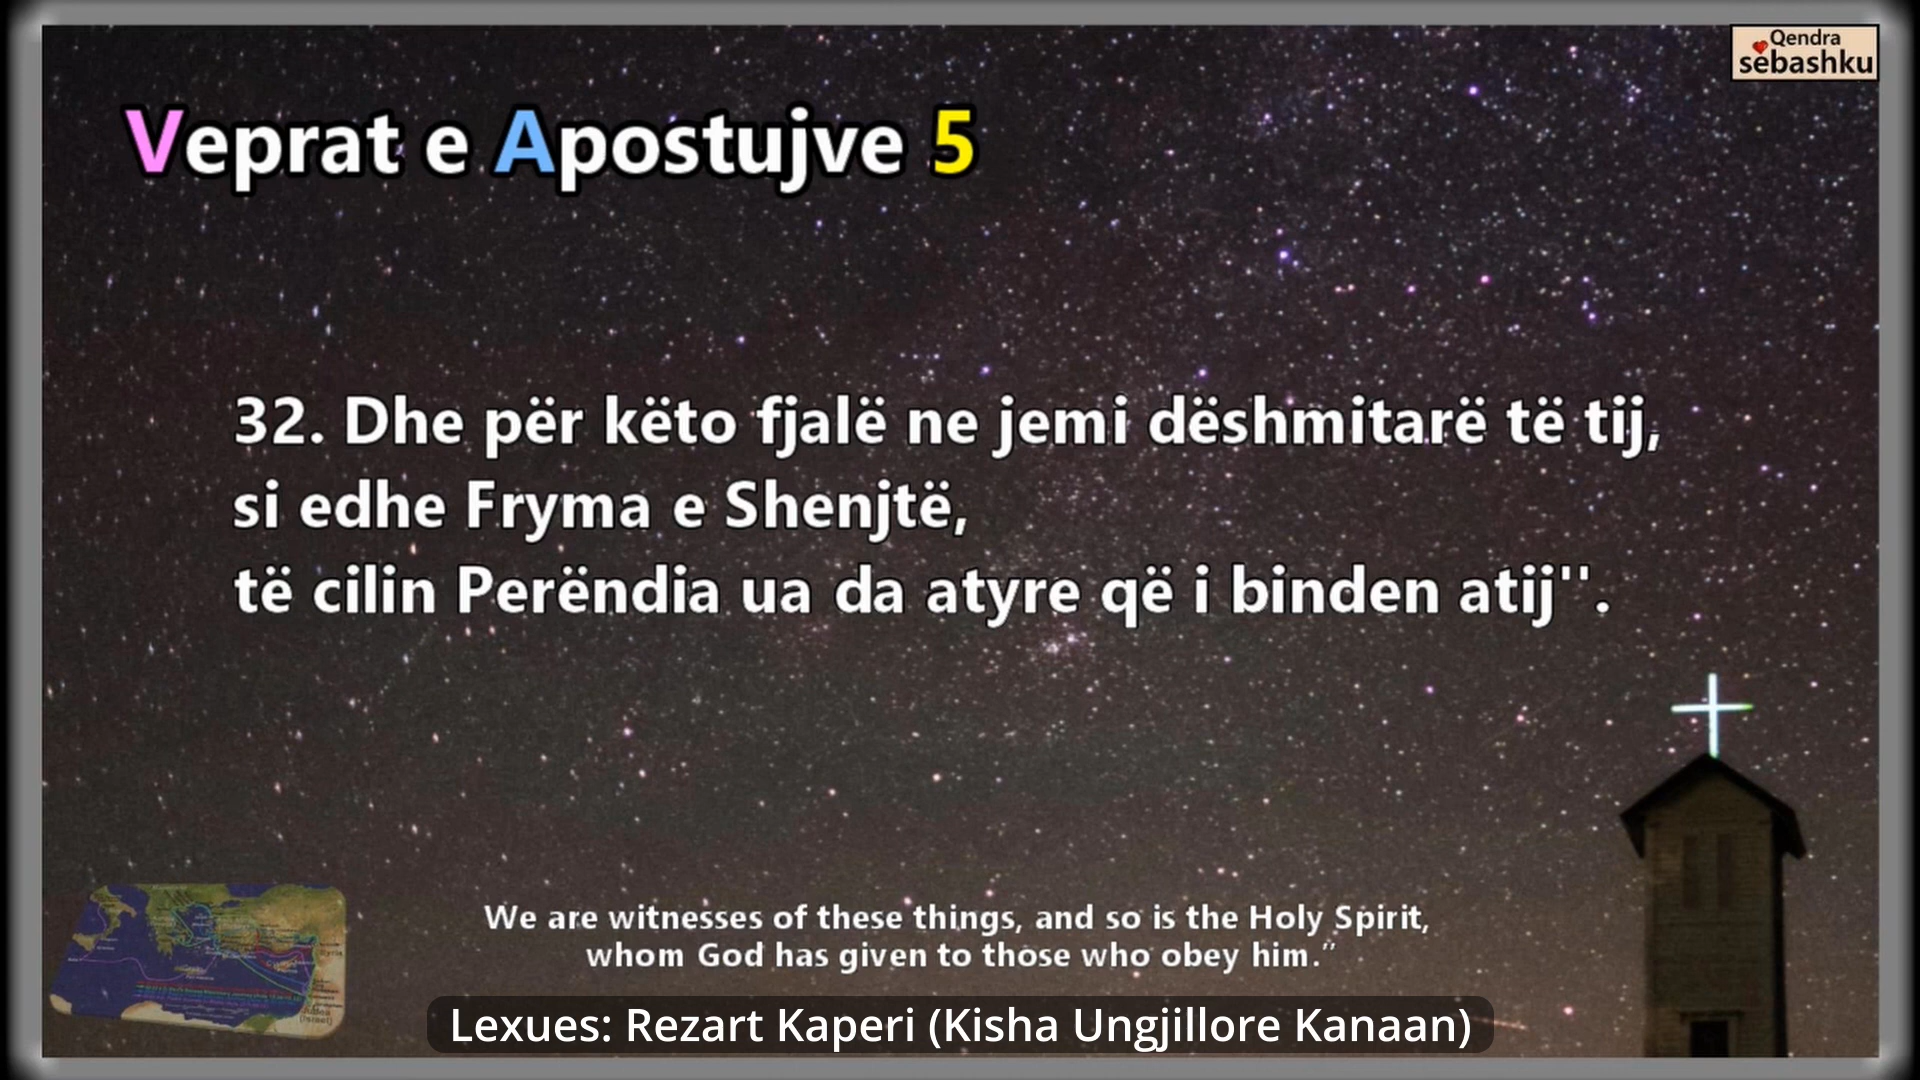 Qendra
sëbashku
Veprat e Apostujve 5
32. Dhe për këto fjalë ne jemi dëshmitarë të tij,
si edhe Fryma e Shenjtë,
të cilin Perëndia ua da atyre që i binden atij''.
We are witnesses of these things, and so is the Holy Spirit,
whom God has given to those who obey him.”
Lexues: Rezart Kaperi (Kisha Ungjillore Kanaan)